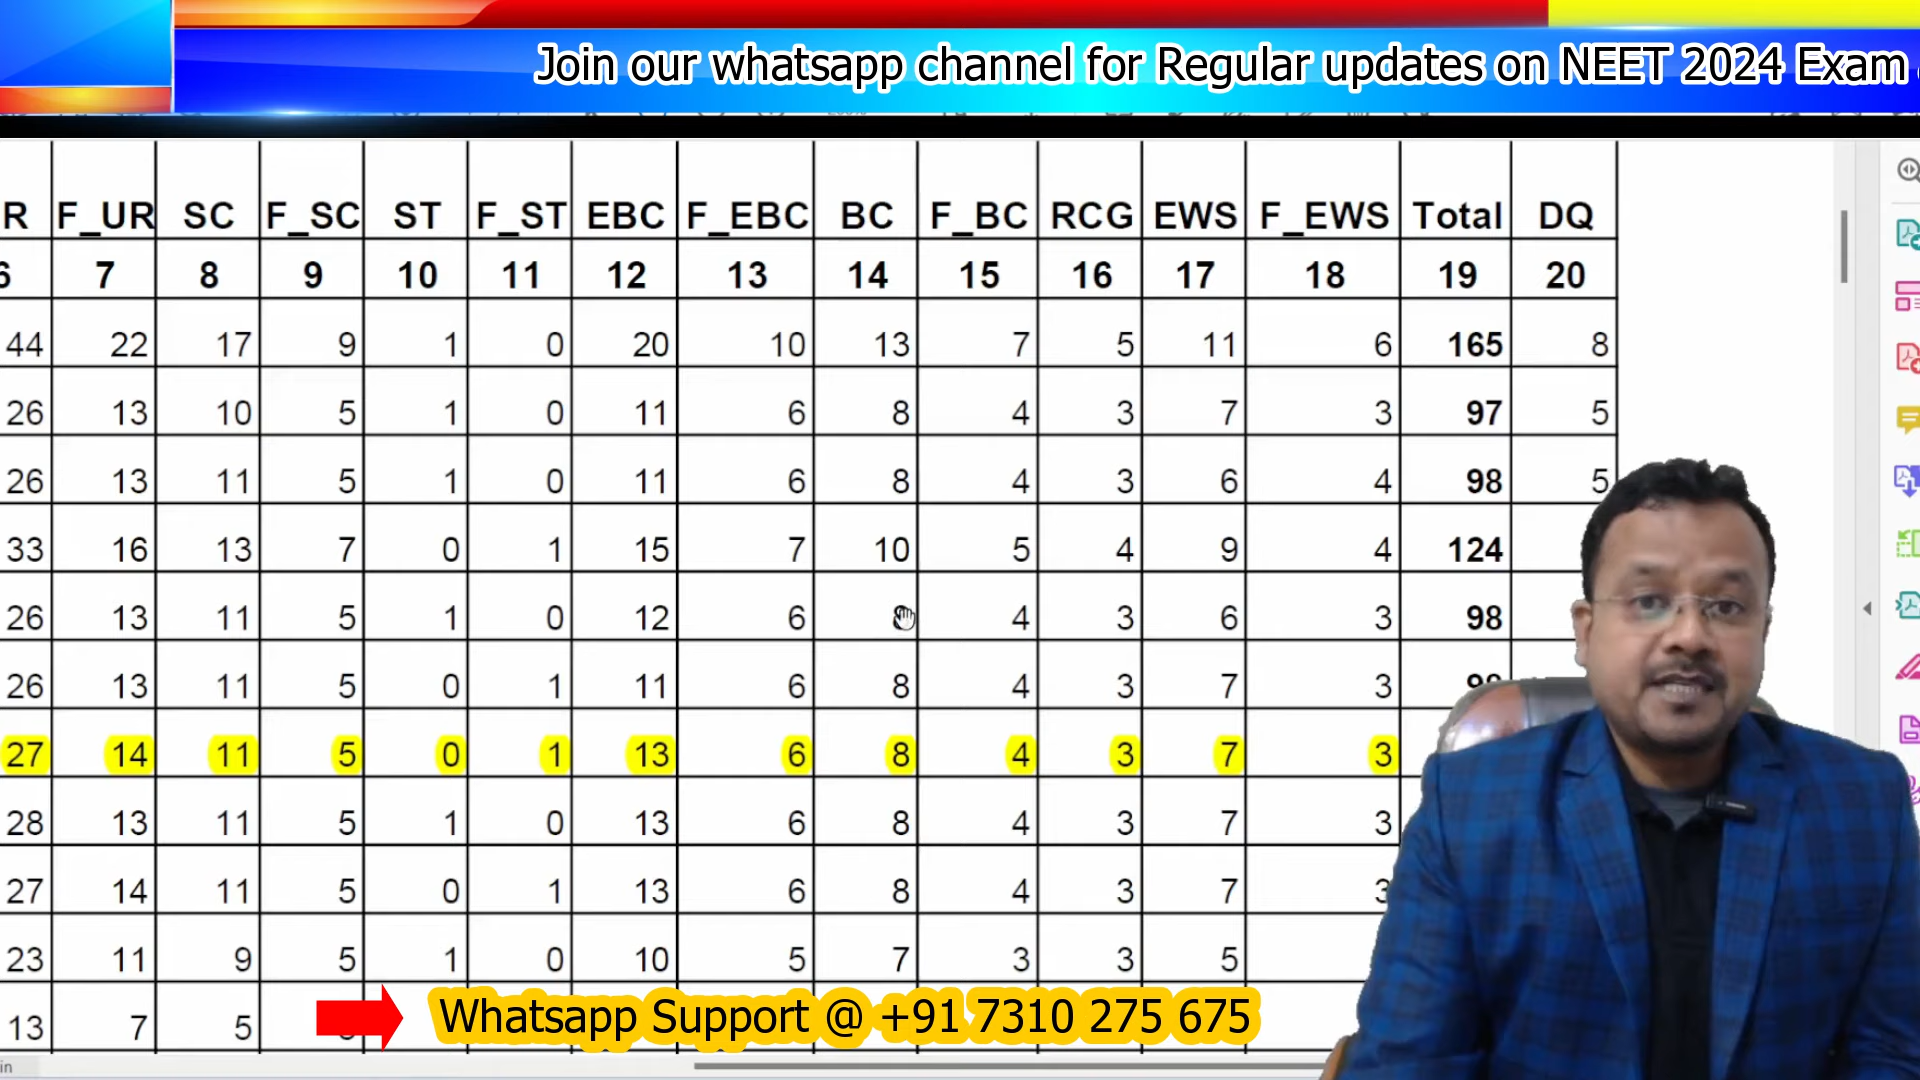 Join our whatsapp channel for Regular updates on NEET 2024 Exam
R F_UR SC F_SC ST F_ST EBC F_EBC BC F_BC RCG EWS F_EWS Total DQ
6 7 8 9 10 11 12 13 14 15 16 17 18 19 20
44 22 17 9 1 0 20 10 13 7 5 11 6 165 8
26 13 10 5 1 0 11 6 8 4 3 7 3 97 5
26 13 11 5 1 0 11 6 8 4 3 6 4 98 5
33 16 13 7 0 1 15 7 10 5 4 9 4 124
26 13 11 5 1 0 12 6 4 3 6 3 98
26 13 11 5 0 1 11 6 8 4 3 7 3
27 14 11 5 0 1 13 6 8 4 3 7 3
28 13 11 5 1 0 13 6 8 4 3 7 3
27 14 11 5 0 1 13 6 8 4 3 7 3
23 11 9 5 1 0 10 5 7 3 3 5
13 7 5
Whatsapp Support @ +91 7310 275 675
in